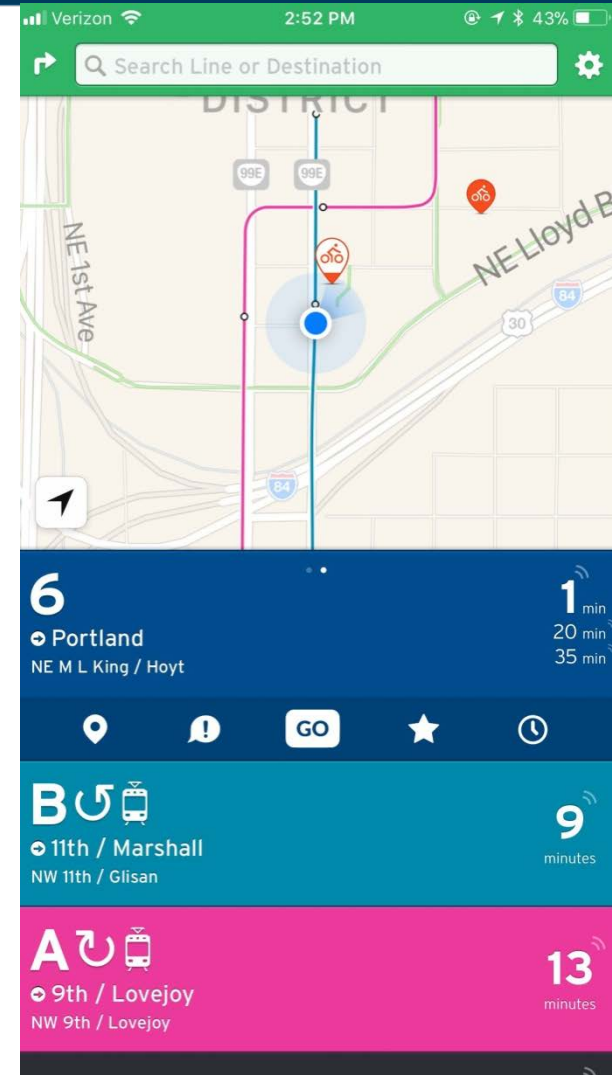 Verizon 2:52 PM 43%
Search Line or Destination
DISTRICT
99E 99E
NE 1st Ave
NE Lloyd B
84
30
84
6
1 min
Portland
20 min
NE M L King / Hoyt
35 min
GO
B
9
11th / Marshall
minutes
NW 11th / Glisan
A
13
9th / Lovejoy
minutes
NW 9th / Lovejoy